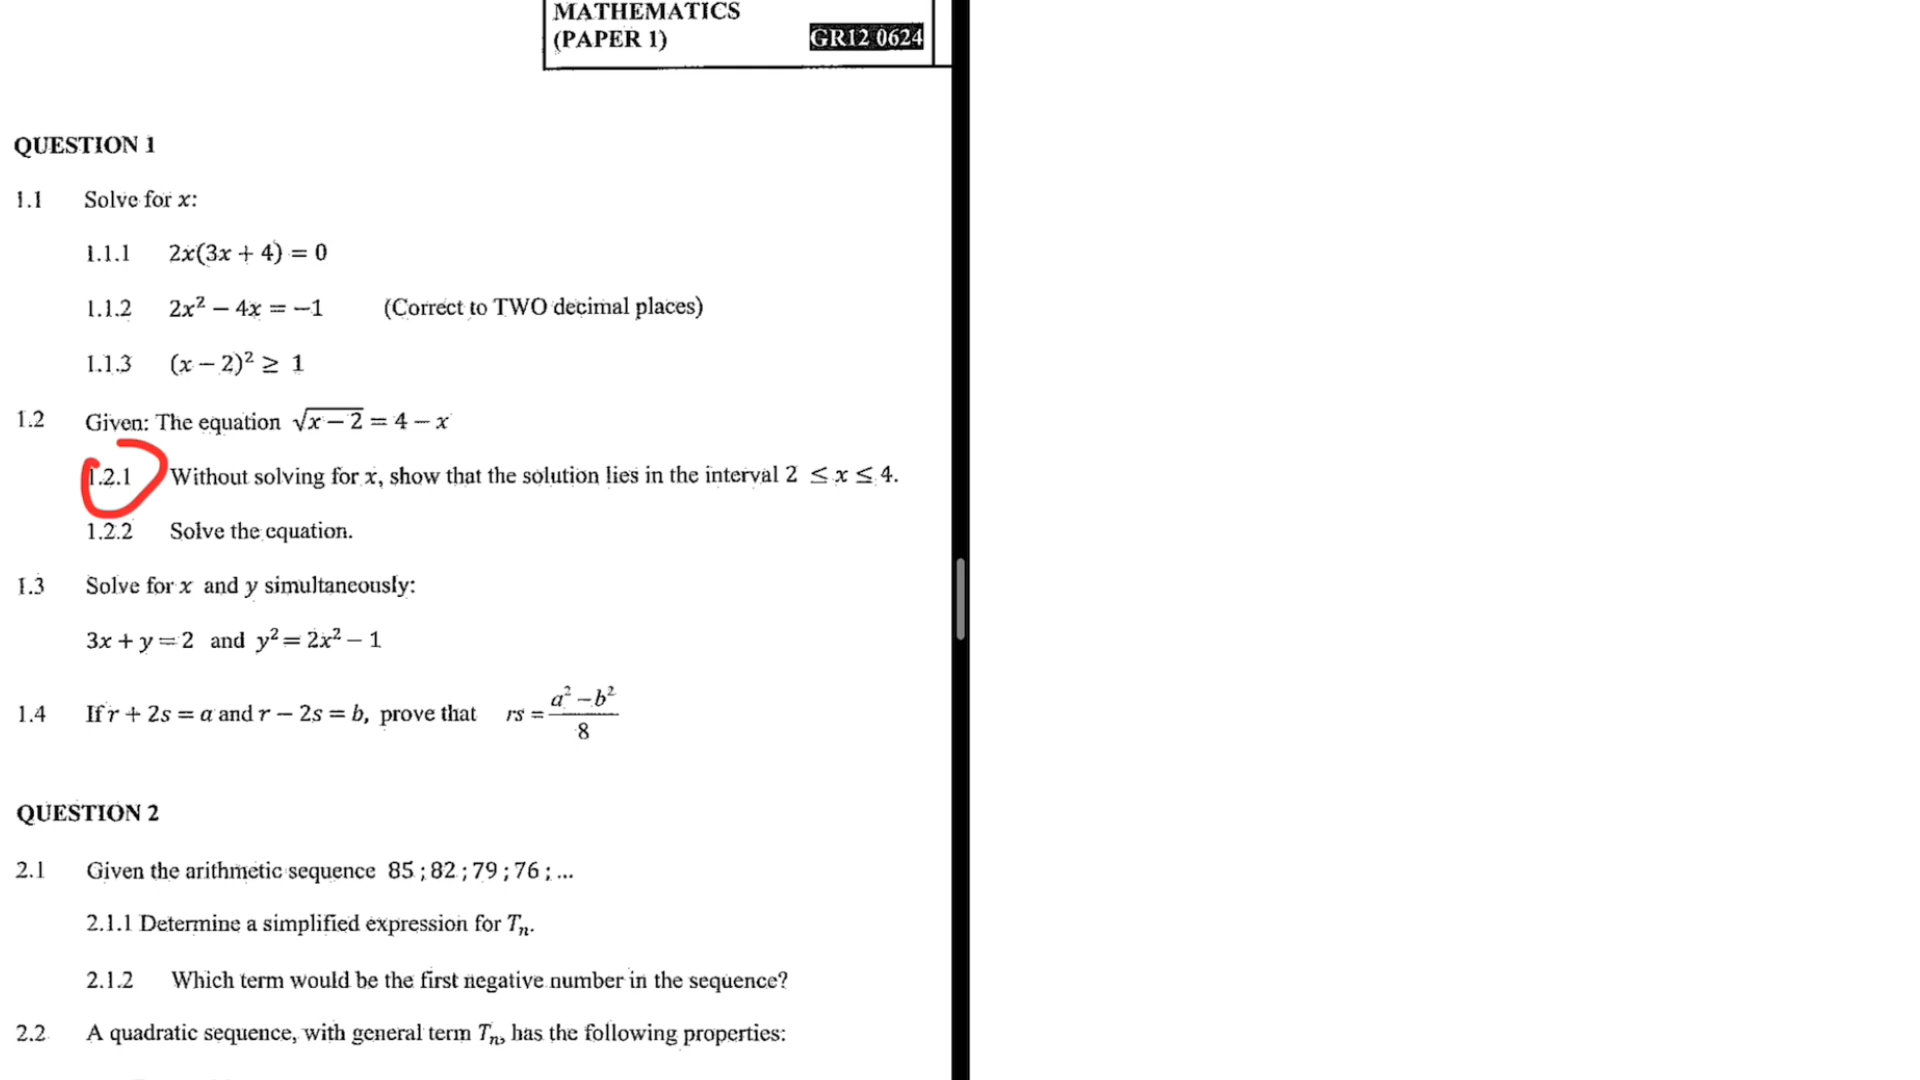 MATHEMATICS
(PAPER 1) GR12 0624
QUESTION 1
1.1 Solve for x:
1.1.1 2x(3x + 4) = 0
1.1.2 2x² − 4x = −1 (Correct to TWO decimal places)
1.1.3 (x − 2)² ≥ 1
1.2 Given: The equation √(x − 2) = 4 − x
1.2.1 Without solving for x, show that the solution lies in the interval 2 ≤ x ≤ 4.
1.2.2 Solve the equation.
1.3 Solve for x and y simultaneously:
3x + y = 2 and y² = 2x² − 1
1.4 If r + 2s = a and r − 2s = b, prove that rs = (a² − b²)/8
QUESTION 2
2.1 Given the arithmetic sequence 85 ; 82 ; 79 ; 76 ; ...
2.1.1 Determine a simplified expression for Tₙ.
2.1.2 Which term would be the first negative number in the sequence?
2.2 A quadratic sequence, with general term Tₙ, has the following properties: